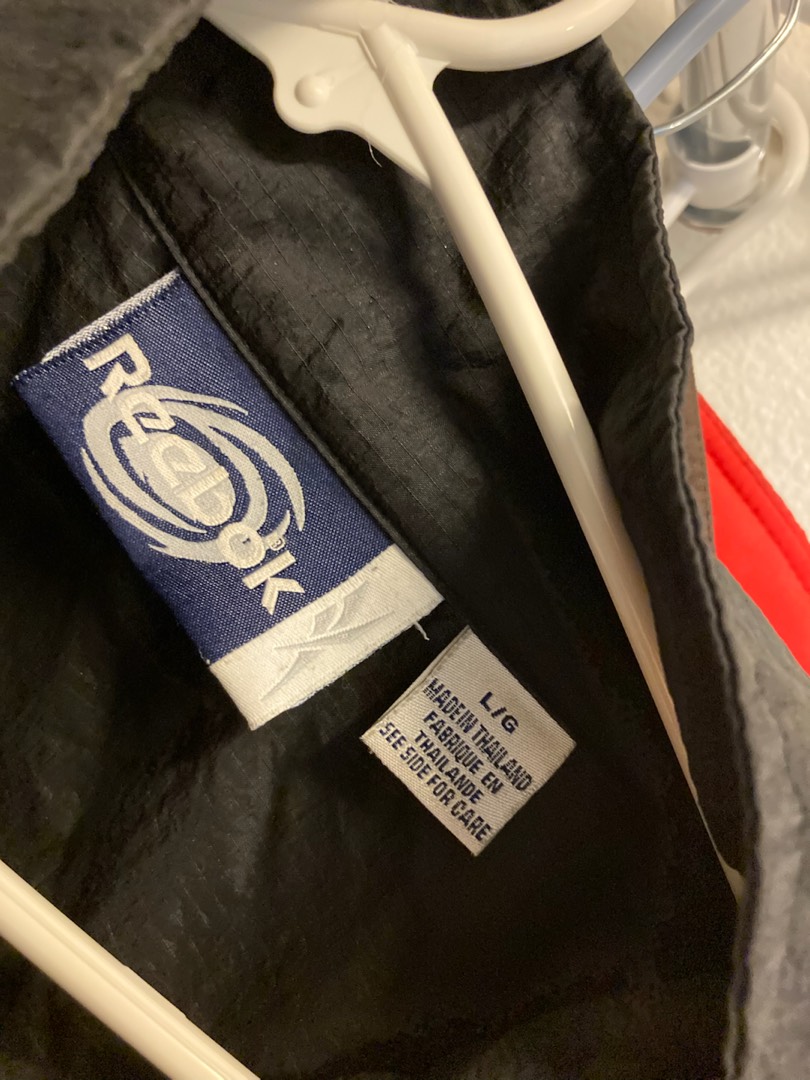 Reebok
L/G
MADE IN THAILAND
FABRIQUE EN
THAILANDE
SEE SIDE FOR CARE